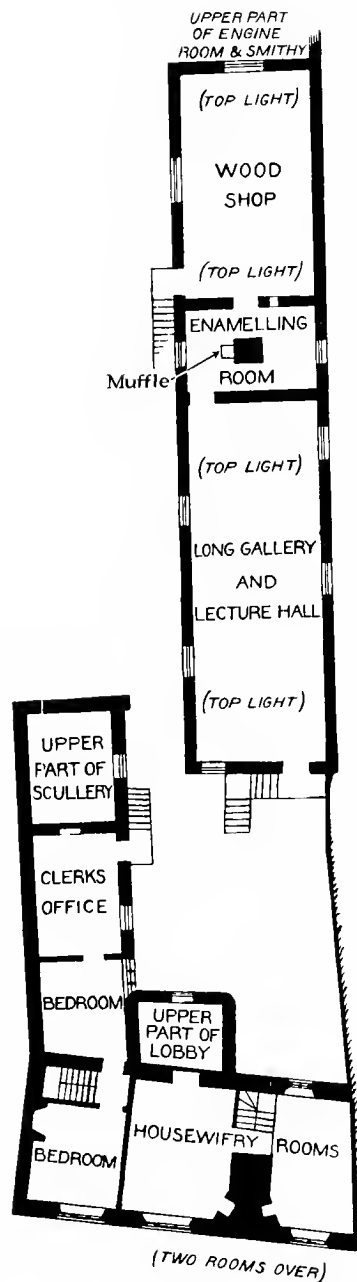 UPPER PART
OF ENGINE
ROOM & SMITHY
(TOP LIGHT)
WOOD
SHOP
(TOP LIGHT)
ENAMELLING
Muffle
ROOM
(TOP LIGHT)
LONG GALLERY
AND
LECTURE HALL
(TOP LIGHT)
UPPER
PART OF
SCULLERY
CLERKS
OFFICE
BEDROOM
UPPER
PART OF
LOBBY
HOUSEWIFRY ROOMS
BEDROOM
(TWO ROOMS OVER)